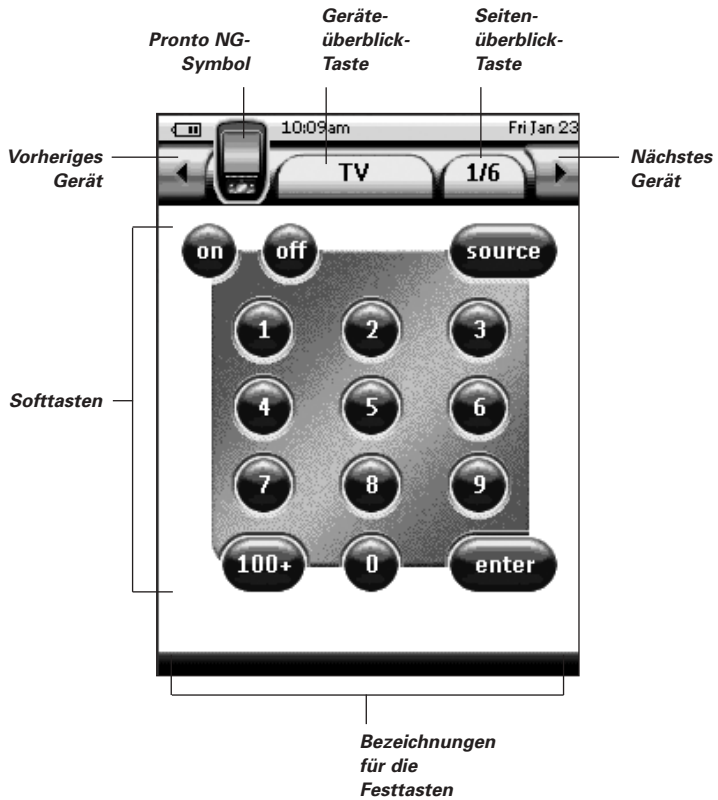 Geräte-
überblick-
Taste
Seiten-
überblick-
Taste
Pronto NG-
Symbol
10:09am
Fri Jan 23
Vorheriges
Gerät
TV
1/6
Nächstes
Gerät
on off source
1 2 3
Softtasten
4 5 6
7 8 9
100+ 0 enter
Bezeichnungen
für die
Festtasten